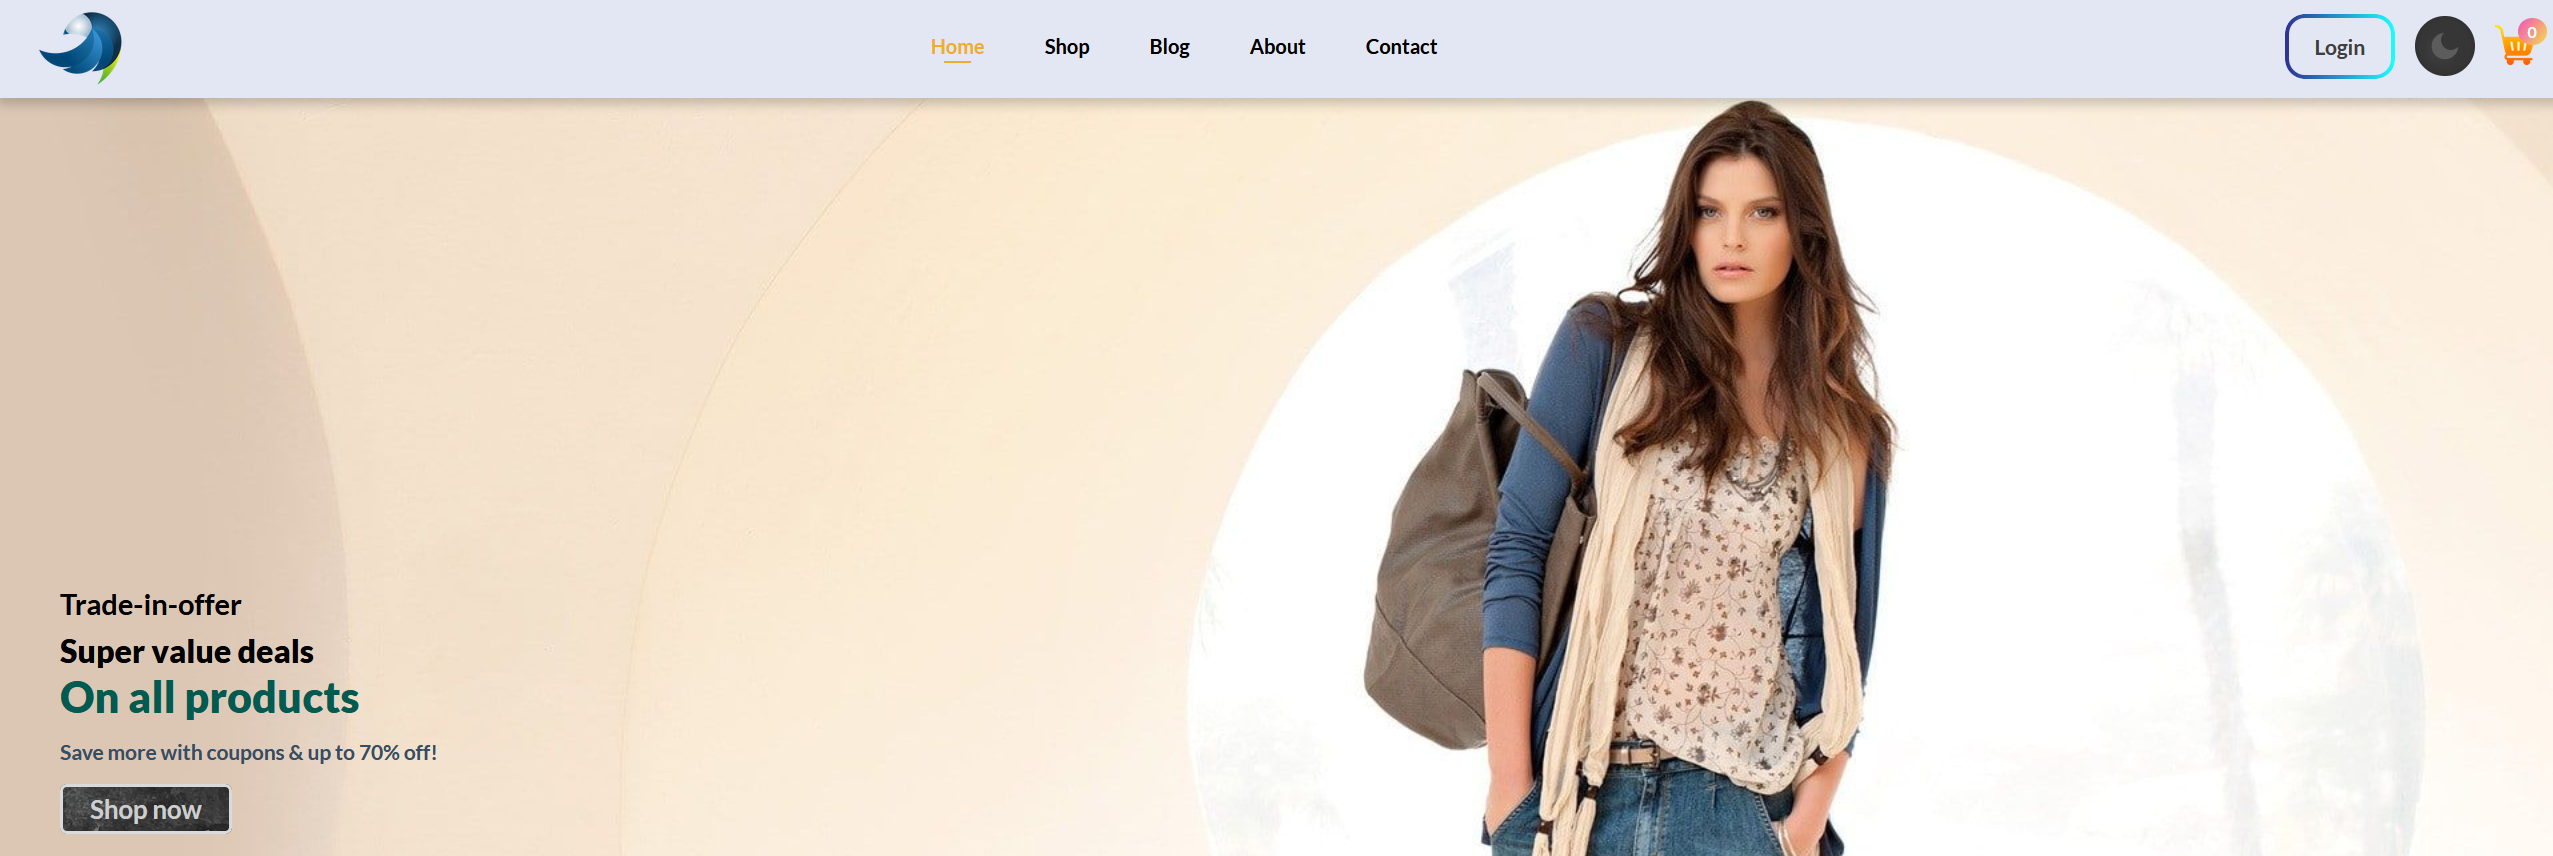 Home
Shop
Blog
About
Contact
Login
0
Trade-in-offer
Super value deals
On all products
Save more with coupons & up to 70% off!
Shop now